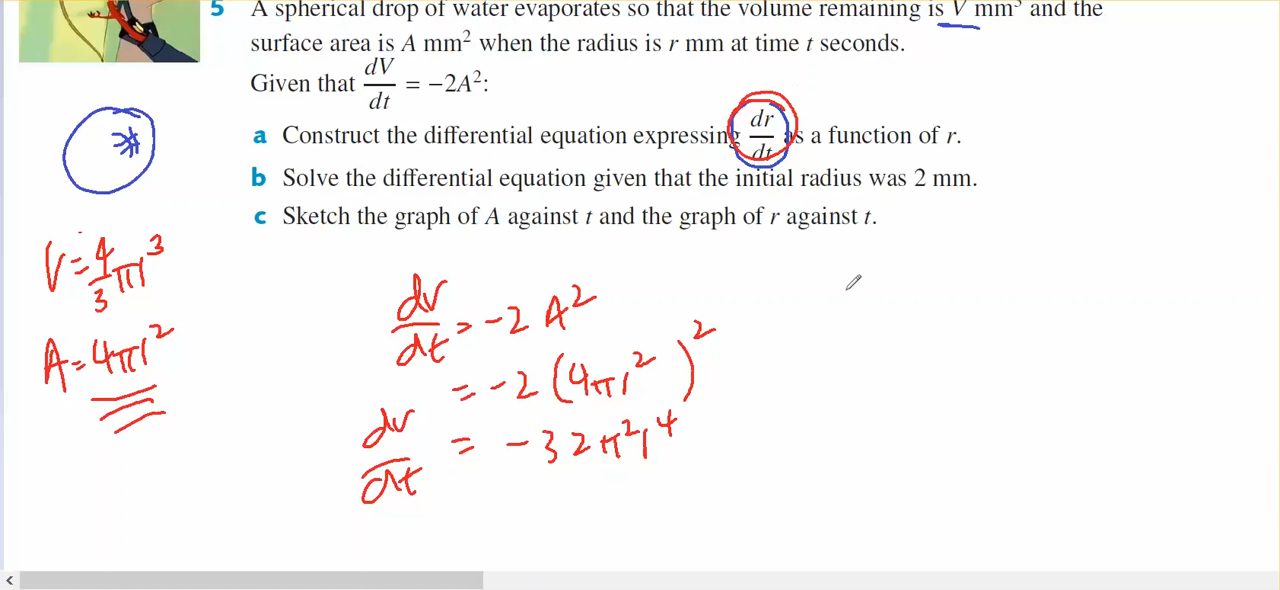 5 A spherical drop of water evaporates so that the volume remaining is V mm³ and the
surface area is A mm² when the radius is r mm at time t seconds.
Given that dV/dt = −2A²:
a Construct the differential equation expressing dr/dt as a function of r.
b Solve the differential equation given that the initial radius was 2 mm.
c Sketch the graph of A against t and the graph of r against t.
V = 4/3 πr³
A = 4πr²
dv/dt = -2 A²
= -2 (4πr²)²
dv/dt = -32π²r⁴